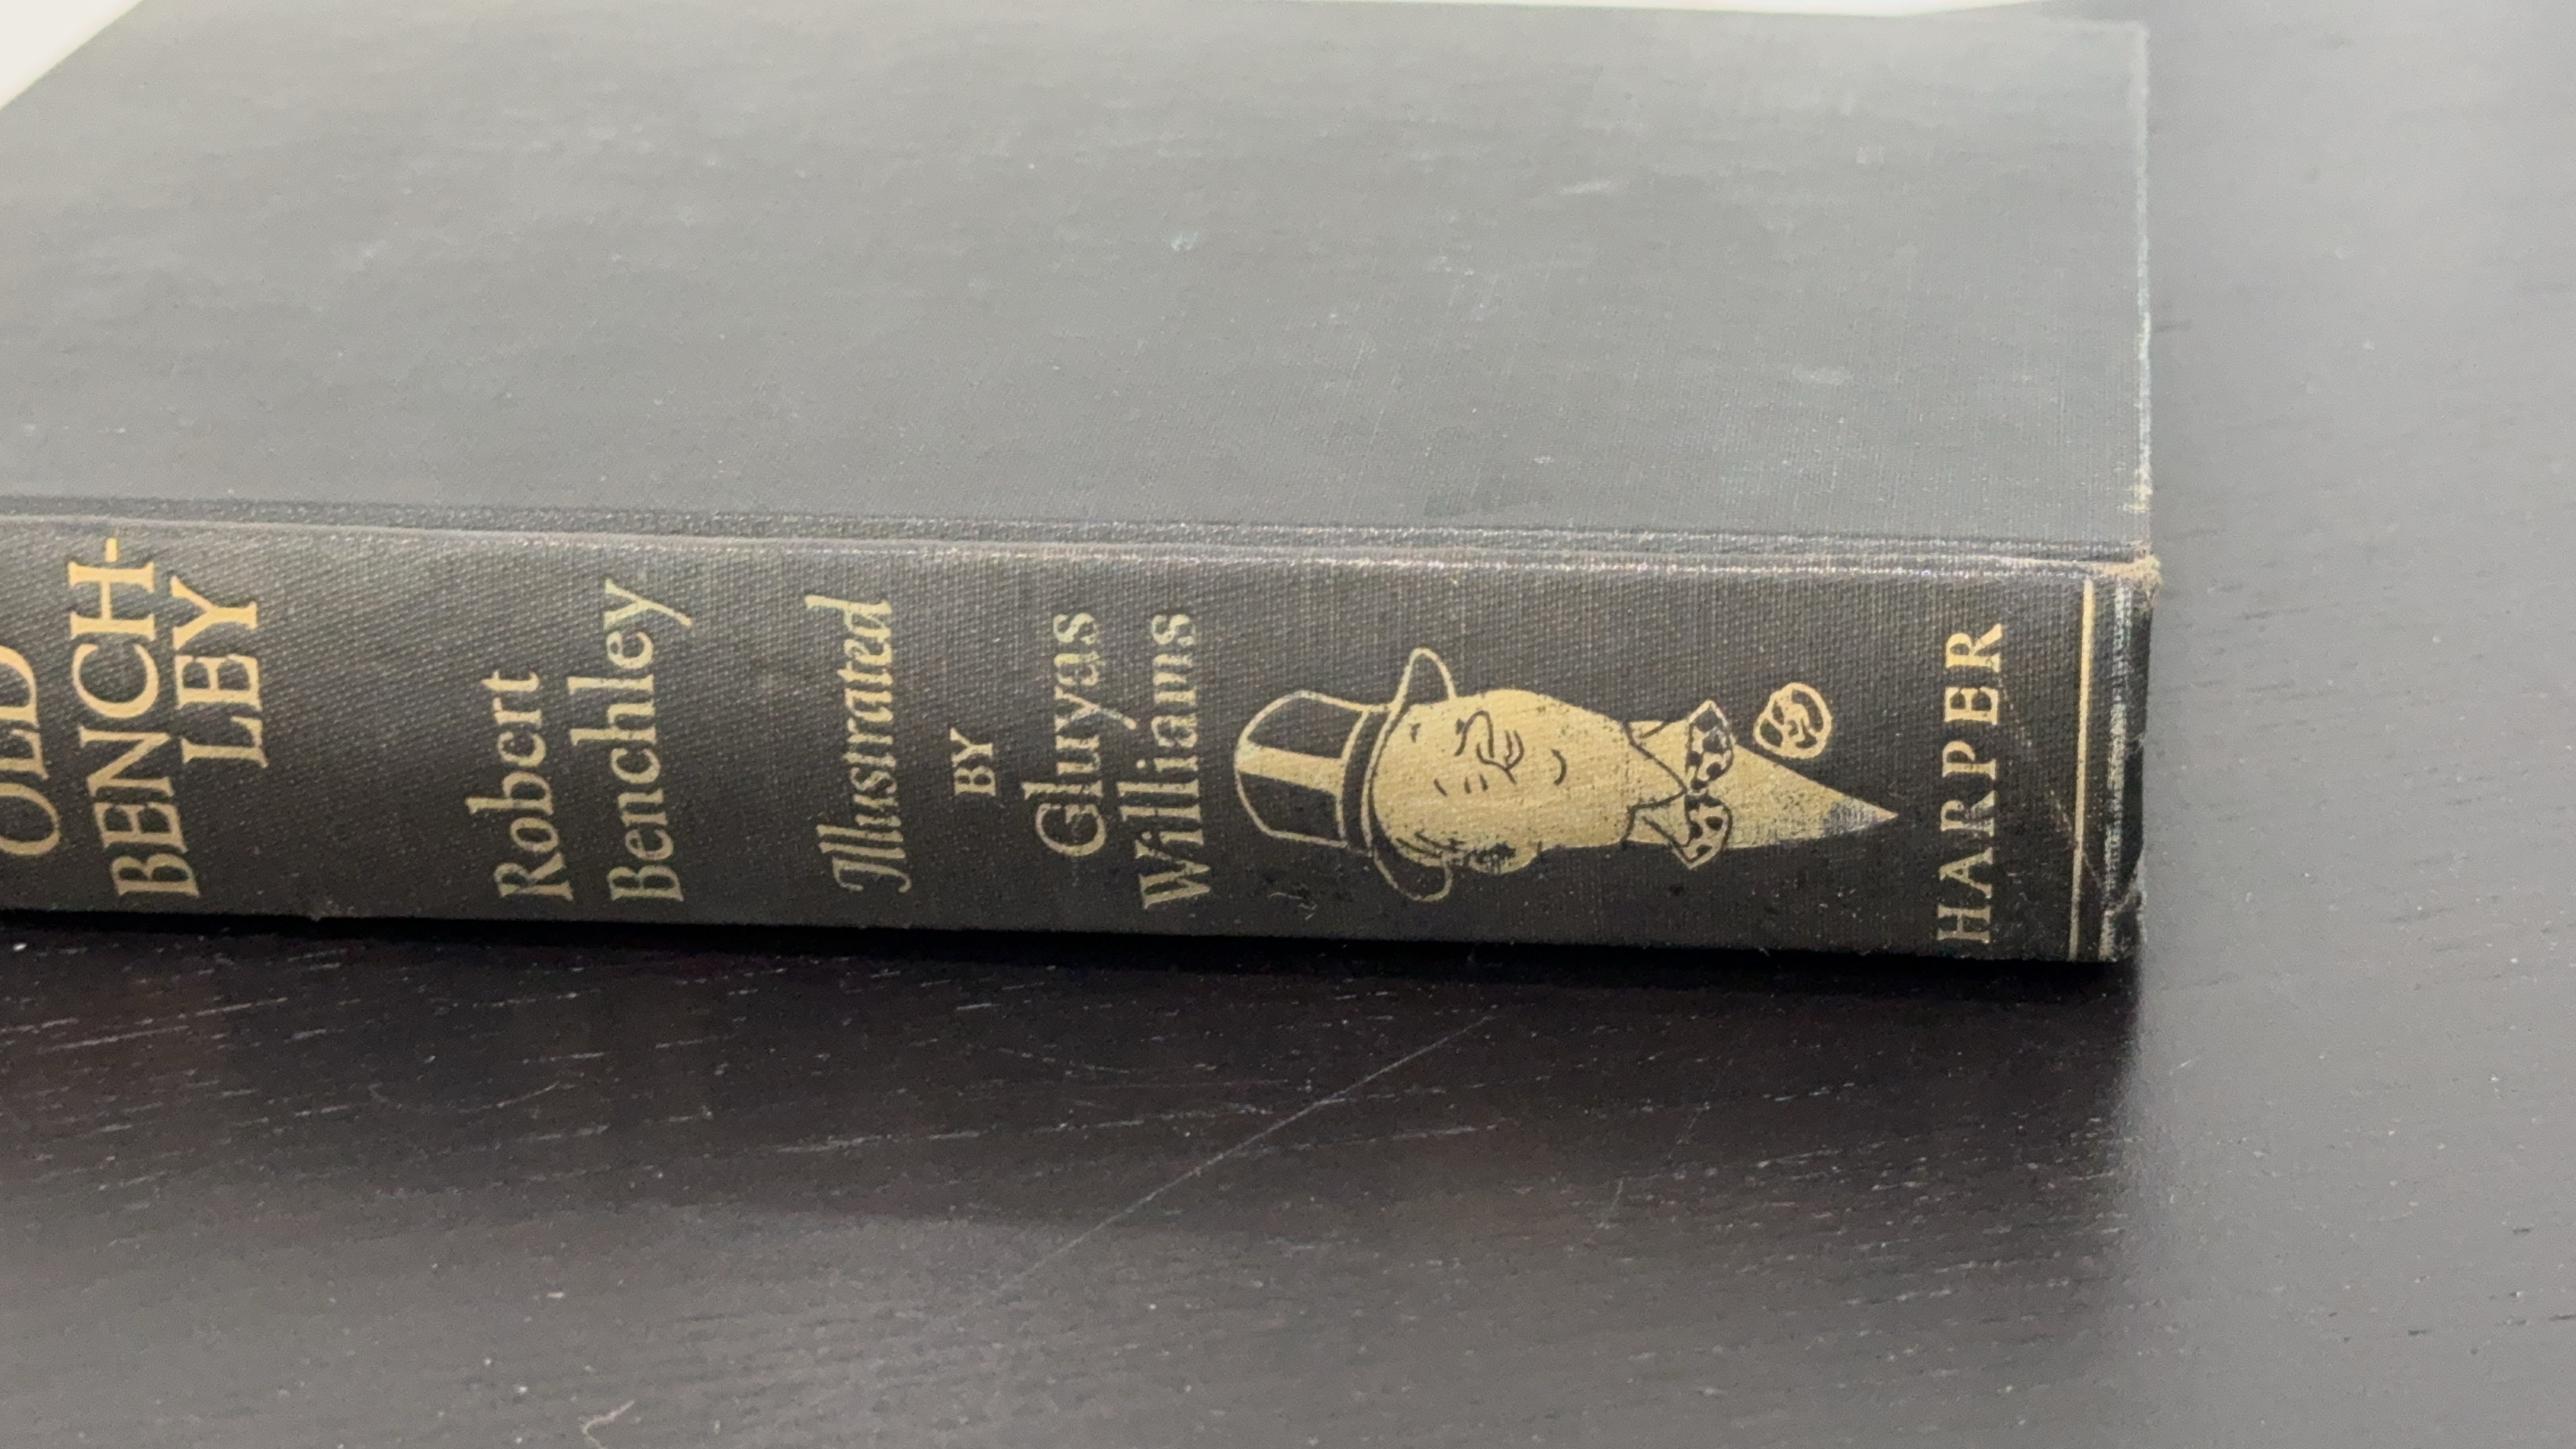 OLD
BENCH-
LEY
Robert
Benchley
Illustrated
BY
Gluyas
Williams
HARPER